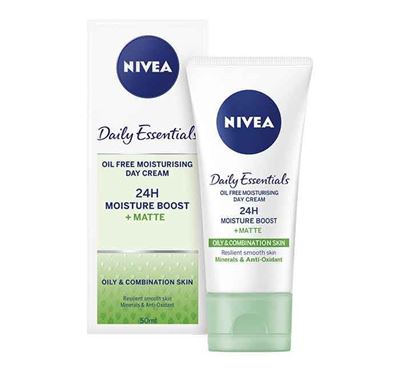 NIVEA
Daily Essentials
OIL FREE MOISTURISING
DAY CREAM
24H
MOISTURE BOOST
+ MATTE
OILY & COMBINATION SKIN
Resilient smooth skin
Minerals & Anti-Oxidant
50ml
NIVEA
Daily Essentials
OIL FREE MOISTURISING
DAY CREAM
24H
MOISTURE BOOST
+ MATTE
OILY & COMBINATION SKIN
Resilient smooth skin
Minerals & Anti-Oxidant